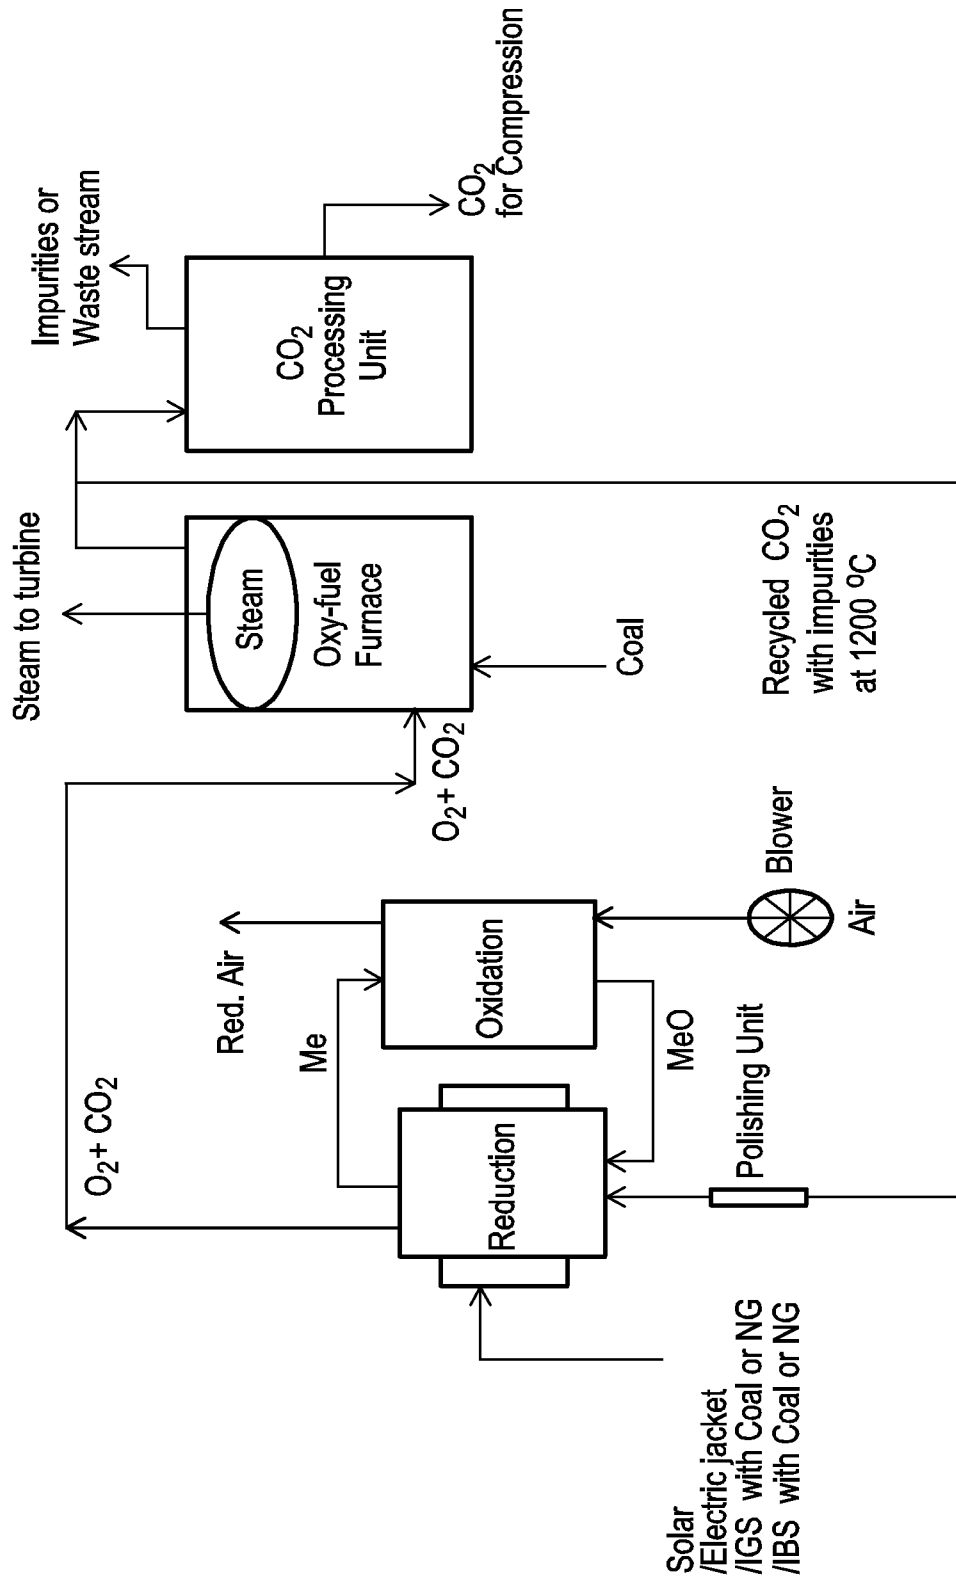 Steam to turbine
Impurities or
Waste stream
O2+ CO2
Red. Air
Me
Steam
Oxy-fuel
Furnace
CO2
Processing
Unit
Reduction
Oxidation
O2+ CO2
CO2
for Compression
Coal
MeO
Polishing Unit
Blower
Air
Recycled CO2
with impurities
at 1200 ºC
Solar
/Electric jacket
/IGS with Coal or NG
/IBS with Coal or NG